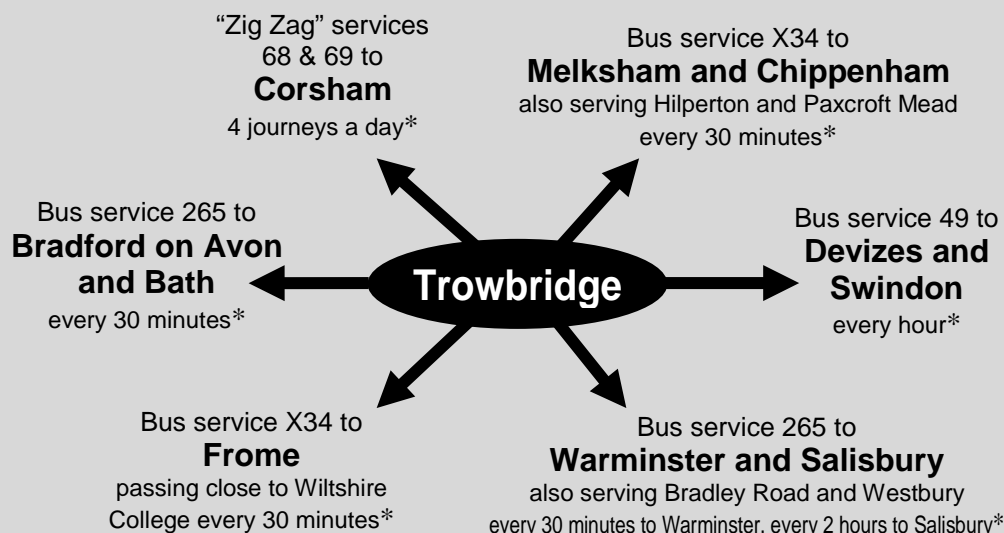 “Zig Zag” services
68 & 69 to
Corsham
4 journeys a day*
Bus service X34 to
Melksham and Chippenham
also serving Hilperton and Paxcroft Mead
every 30 minutes*
Bus service 265 to
Bradford on Avon
and Bath
every 30 minutes*
Trowbridge
Bus service 49 to
Devizes and
Swindon
every hour*
Bus service X34 to
Frome
passing close to Wiltshire
College every 30 minutes*
Bus service 265 to
Warminster and Salisbury
also serving Bradley Road and Westbury
every 30 minutes to Warminster, every 2 hours to Salisbury*